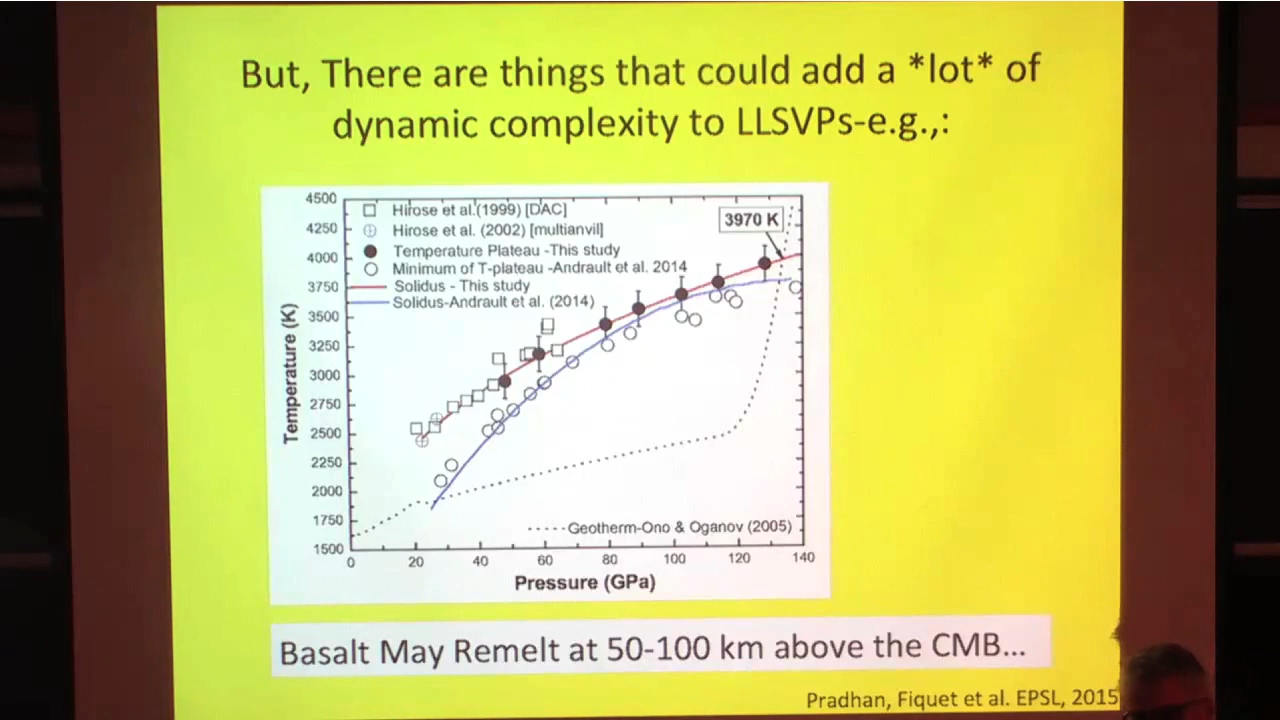 But, There are things that could add a *lot* of
dynamic complexity to LLSVPs-e.g.,:
4500
4250
4000
3750
3500
3250
3000
2750
2500
2250
2000
1750
1500
Temperature (K)
Hirose et al.(1999) [DAC]
Hirose et al. (2002) [multianvil]
Temperature Plateau -This study
Minimum of T-plateau -Andrault et al. 2014
Solidus - This study
Solidus-Andrault et al. (2014)
3970 K
Geotherm-Ono & Oganov (2005)
0 20 40 60 80 100 120 140
Pressure (GPa)
Basalt May Remelt at 50-100 km above the CMB...
Pradhan, Fiquet et al. EPSL, 2015